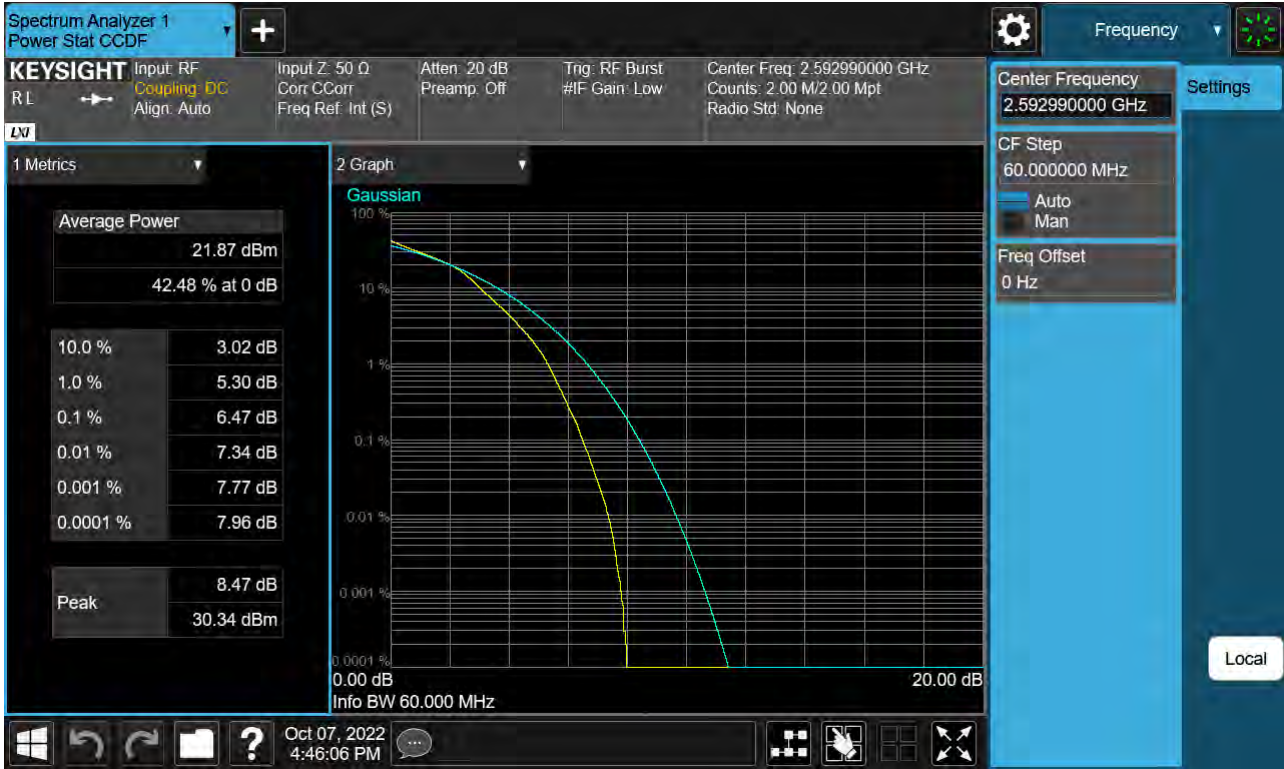 Spectrum Analyzer 1
Power Stat CCDF
Frequency
KEYSIGHT
R L
LXI
Input: RF
Coupling: DC
Align: Auto
Input Z: 50 Ω
Corr CCorr
Freq Ref: Int (S)
Atten: 20 dB
Preamp: Off
Trig: RF Burst
#IF Gain: Low
Center Freq: 2.592990000 GHz
Counts: 2.00 M/2.00 Mpt
Radio Std: None
Center Frequency
2.592990000 GHz
Settings
CF Step
60.000000 MHz
Auto
Man
Freq Offset
0 Hz
1 Metrics
Average Power
21.87 dBm
42.48 % at 0 dB
10.0 % 3.02 dB
1.0 % 5.30 dB
0.1 % 6.47 dB
0.01 % 7.34 dB
0.001 % 7.77 dB
0.0001 % 7.96 dB
Peak
8.47 dB
30.34 dBm
2 Graph
Gaussian
100 %
10 %
1 %
0.1 %
0.01 %
0.001 %
0.0001 %
0.00 dB 20.00 dB
Info BW 60.000 MHz
Local
?
Oct 07, 2022
4:46:06 PM